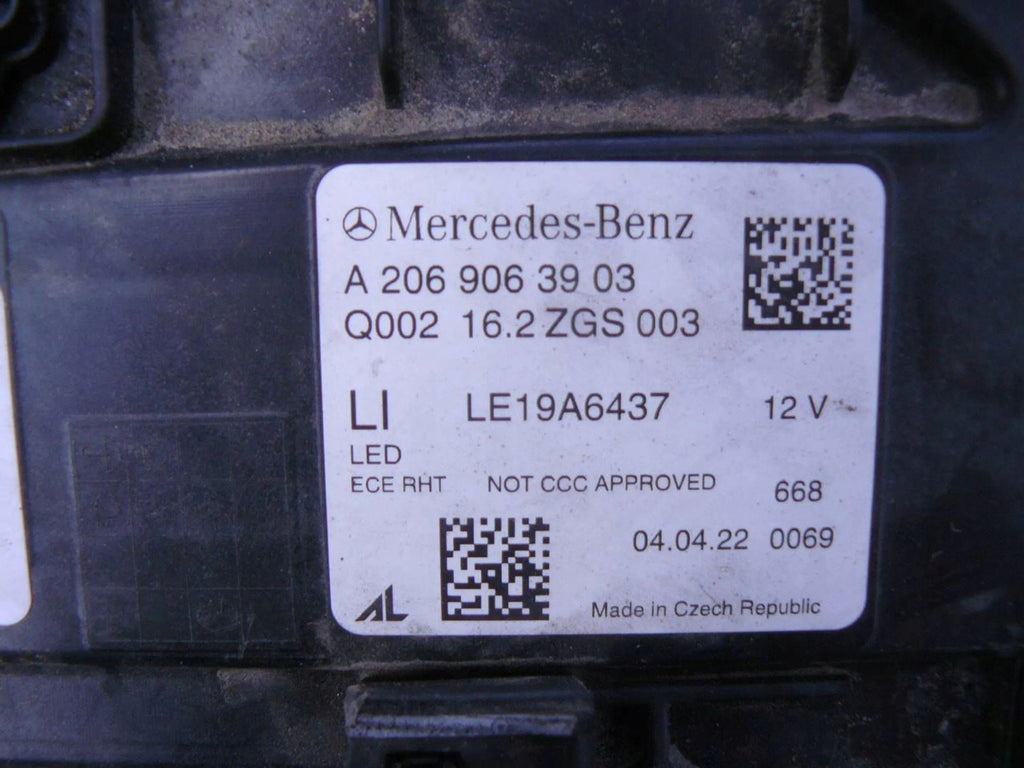 Mercedes-Benz
A 206 906 39 03
Q002 16.2 ZGS 003
LI LE19A6437 12 V
LED
ECE RHT NOT CCC APPROVED 668
04.04.22 0069
AL Made in Czech Republic